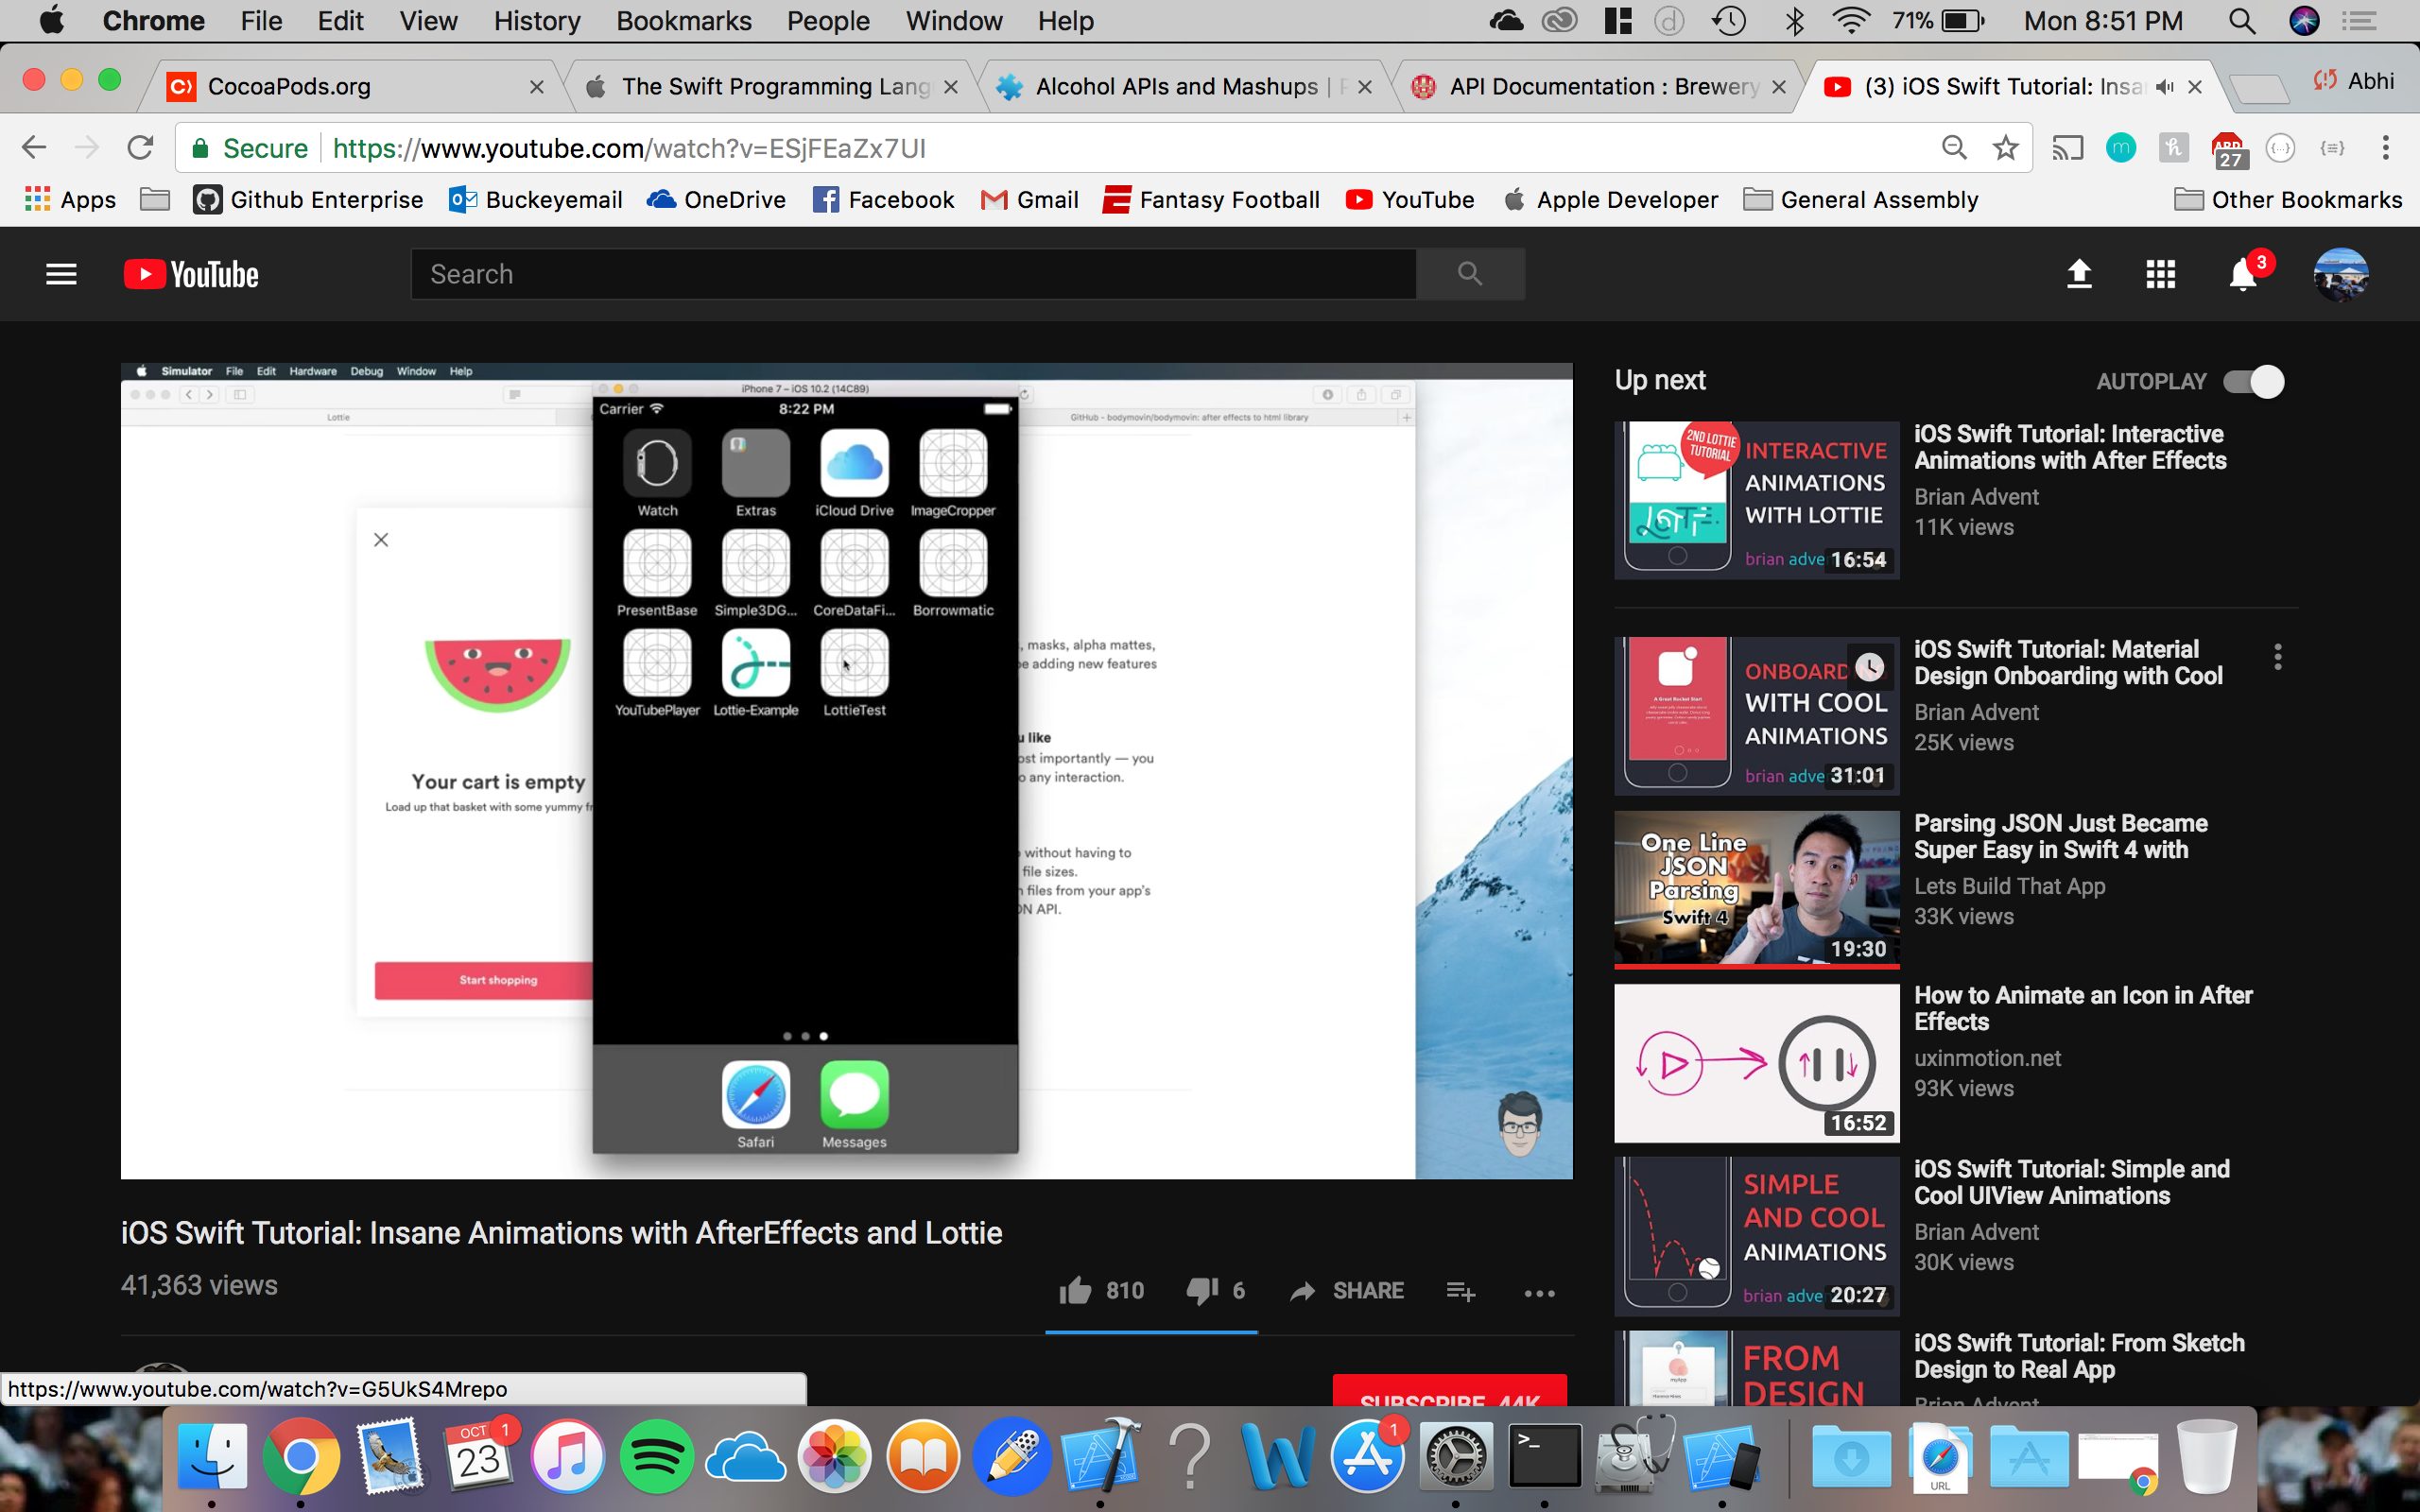 Chrome File Edit View History Bookmarks People Window Help 71% Mon 8:51 PM
CocoaPods.org The Swift Programming Lang Alcohol APIs and Mashups | P API Documentation : Brewery (3) iOS Swift Tutorial: Insa Abhi
Secure https://www.youtube.com/watch?v=ESjFEaZx7UI
m h ABP 27
Apps Github Enterprise Buckeyemail OneDrive Facebook Gmail Fantasy Football YouTube Apple Developer General Assembly Other Bookmarks
YouTube Search 3
Simulator File Edit Hardware Debug Window Help
iPhone 7 – iOS 10.2 (14C89)
Lottie GitHub - bodymovin/bodymovin: after effects to html library
Carrier 8:22 PM
Watch Extras iCloud Drive ImageCropper
PresentBase Simple3DG... CoreDataFi... Borrowmatic
YouTubePlayer Lottie-Example LottieTest
Safari Messages
Your cart is empty
Load up that basket with some yummy fr
Start shopping
, masks, alpha mattes,
e adding new features
u like
ost importantly — you
o any interaction.
without having to
file sizes.
n files from your app's
ON API.
iOS Swift Tutorial: Insane Animations with AfterEffects and Lottie
41,363 views
810 6 SHARE
SUBSCRIBE 44K
Up next AUTOPLAY
2ND LOTTIE TUTORIAL
INTERACTIVE
ANIMATIONS
WITH LOTTIE
brian adve 16:54
iOS Swift Tutorial: Interactive
Animations with After Effects
Brian Advent
11K views
ONBOARD
WITH COOL
ANIMATIONS
brian adve 31:01
iOS Swift Tutorial: Material
Design Onboarding with Cool
Brian Advent
25K views
One Line
JSON
Parsing
Swift 4
19:30
Parsing JSON Just Became
Super Easy in Swift 4 with
Lets Build That App
33K views
16:52
How to Animate an Icon in After
Effects
uxinmotion.net
93K views
SIMPLE
AND COOL
ANIMATIONS
brian adve 20:27
iOS Swift Tutorial: Simple and
Cool UIView Animations
Brian Advent
30K views
FROM
DESIGN
iOS Swift Tutorial: From Sketch
Design to Real App
Brian Advent
https://www.youtube.com/watch?v=G5UkS4Mrepo
OCT 23 1
1
URL